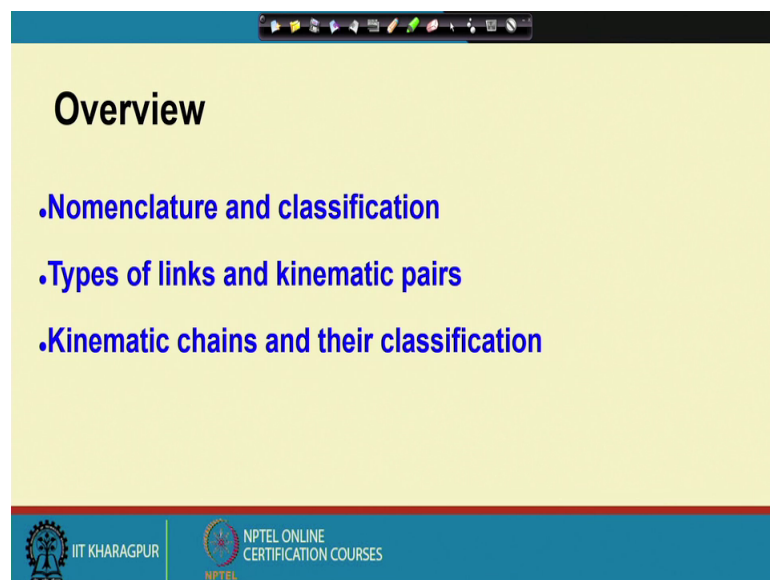 Overview
•Nomenclature and classification
•Types of links and kinematic pairs
•Kinematic chains and their classification
IIT KHARAGPUR
NPTEL ONLINE
CERTIFICATION COURSES
NPTEL